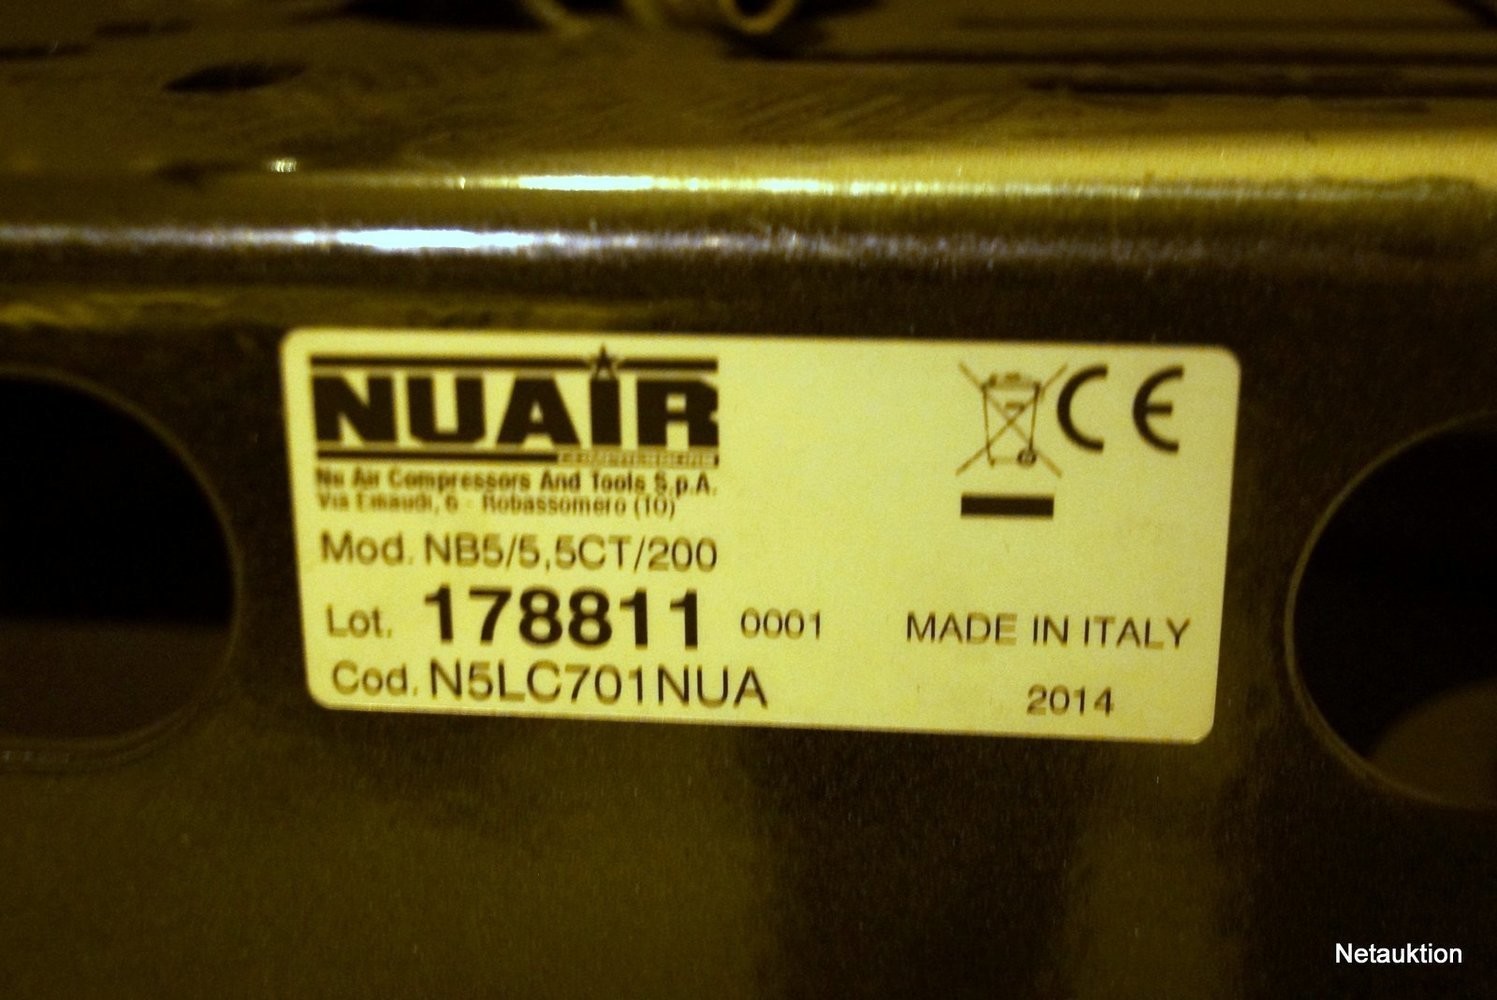 NUAIR
COMPRESSORS
Nu Air Compressors And Tools S.p.A.
Via Einaudi, 6 - Robassomero (TO)
Mod. NB5/5,5CT/200
Lot. 178811 0001
MADE IN ITALY
Cod. N5LC701NUA
2014
CE
Netauktion